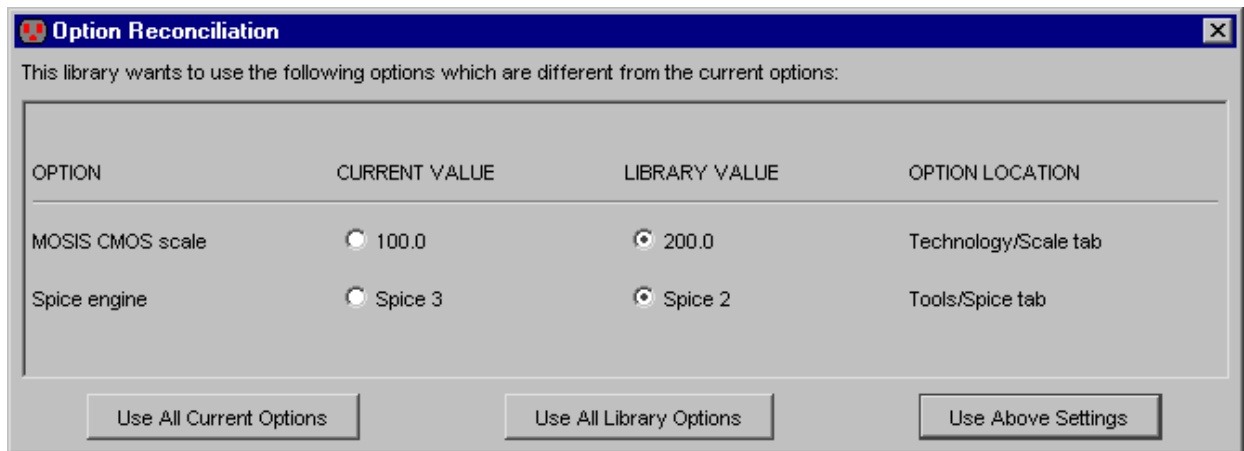 Option Reconciliation
This library wants to use the following options which are different from the current options:
OPTION CURRENT VALUE LIBRARY VALUE OPTION LOCATION
MOSIS CMOS scale 100.0 200.0 Technology/Scale tab
Spice engine Spice 3 Spice 2 Tools/Spice tab
Use All Current Options Use All Library Options Use Above Settings